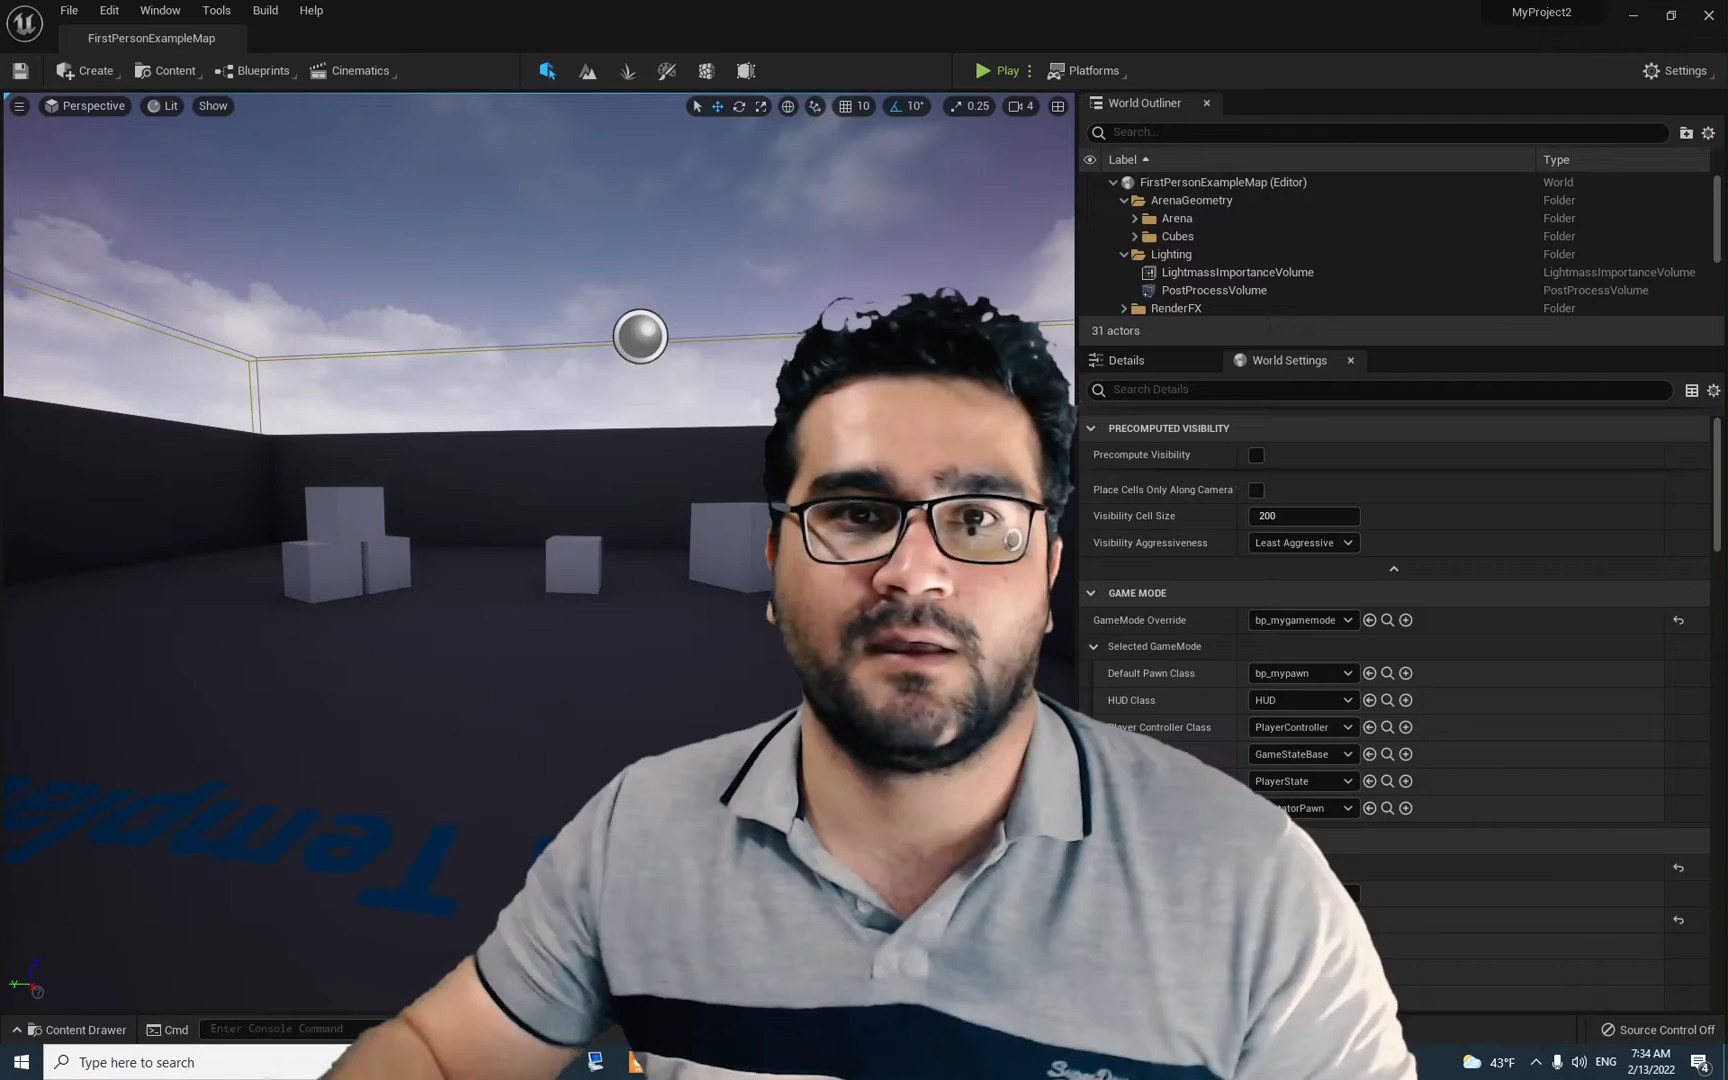 File Edit Window Tools Build Help
MyProject2
FirstPersonExampleMap
Create Content Blueprints Cinematics
Play Platforms Settings
Perspective Lit Show
10 10° 0.25 4
World Outliner
Search...
Label Type
FirstPersonExampleMap (Editor) World
ArenaGeometry Folder
Arena Folder
Cubes Folder
Lighting Folder
LightmassImportanceVolume LightmassImportanceVolume
PostProcessVolume PostProcessVolume
RenderFX Folder
31 actors
Details World Settings
Search Details
PRECOMPUTED VISIBILITY
Precompute Visibility
Place Cells Only Along Camera
Visibility Cell Size 200
Visibility Aggressiveness Least Aggressive
GAME MODE
GameMode Override bp_mygamemode
Selected GameMode
Default Pawn Class bp_mypawn
HUD Class HUD
Player Controller Class PlayerController
GameStateBase
PlayerState
Content Drawer Cmd Enter Console Command
Source Control Off
Type here to search
43°F ENG
7:34 AM
2/13/2022
4